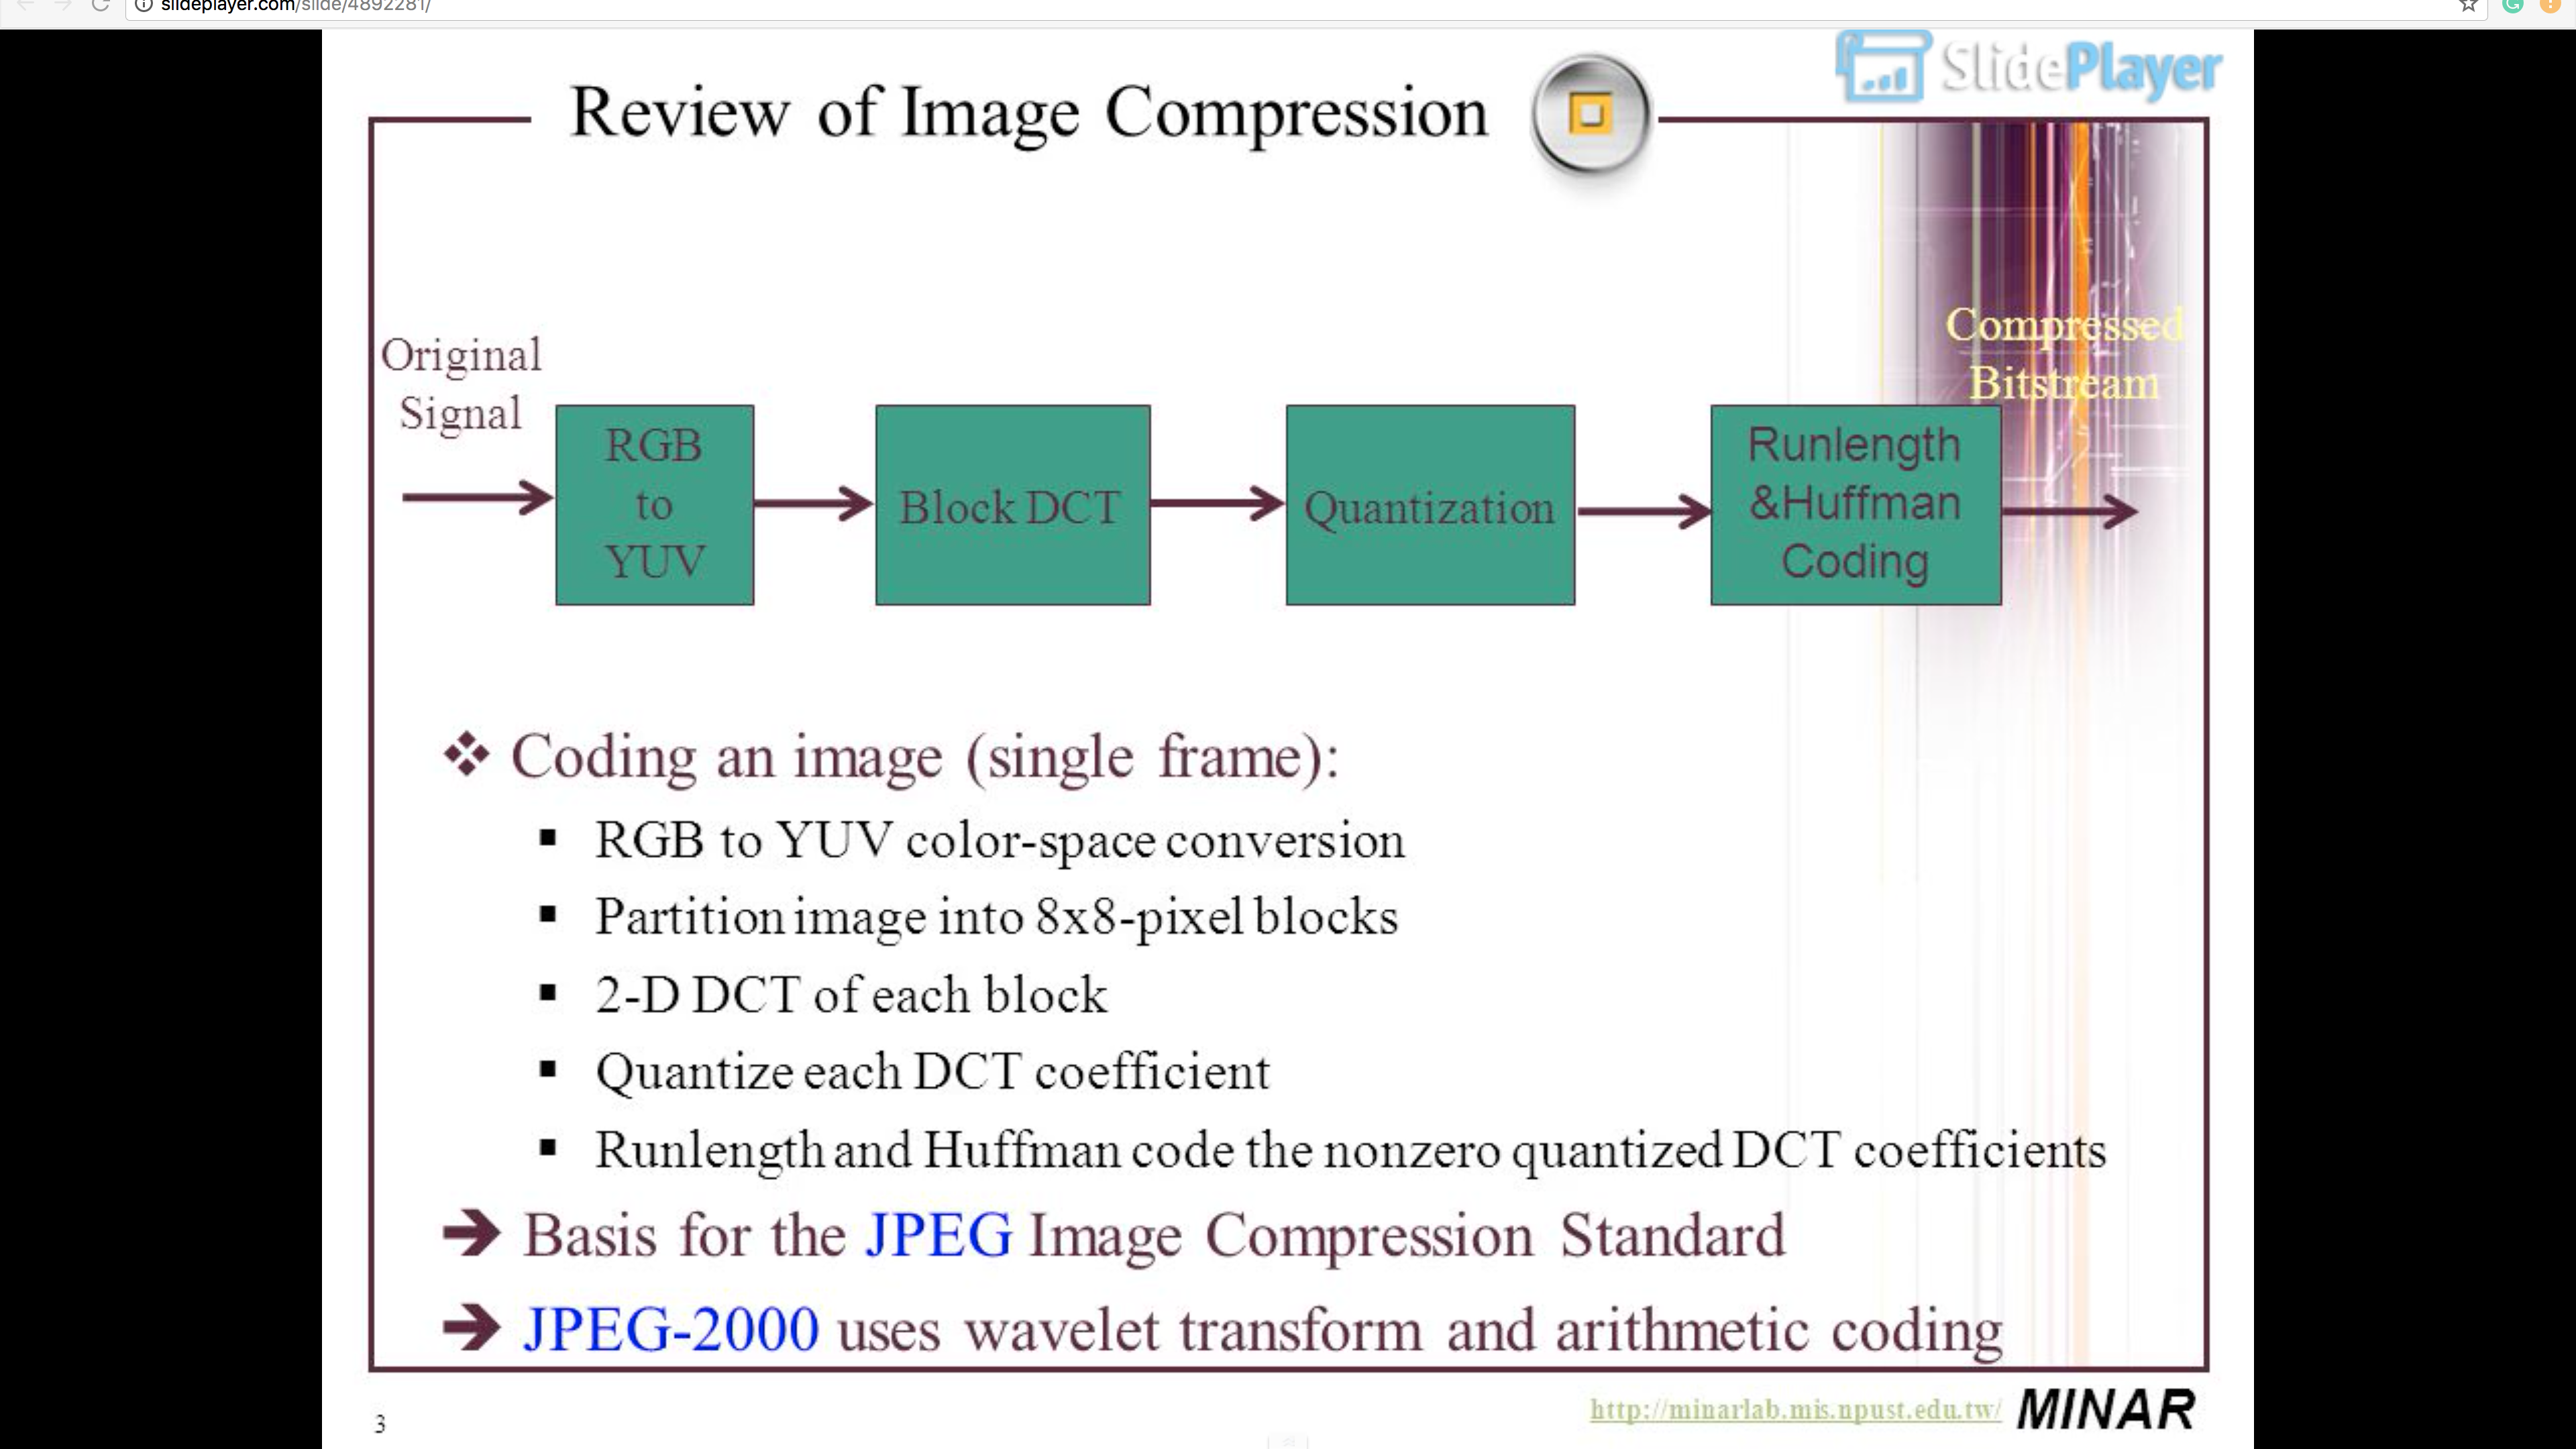 slideplayer.com/slide/4892281/
SlidePlayer
Review of Image Compression
Original
Signal
RGB
to
YUV
Block DCT
Quantization
Runlength
&Huffman
Coding
Compressed
Bitstream
Coding an image (single frame):
RGB to YUV color-space conversion
Partition image into 8x8-pixel blocks
2-D DCT of each block
Quantize each DCT coefficient
Runlength and Huffman code the nonzero quantized DCT coefficients
Basis for the JPEG Image Compression Standard
JPEG-2000 uses wavelet transform and arithmetic coding
3
http://minarlab.mis.npust.edu.tw/
MINAR